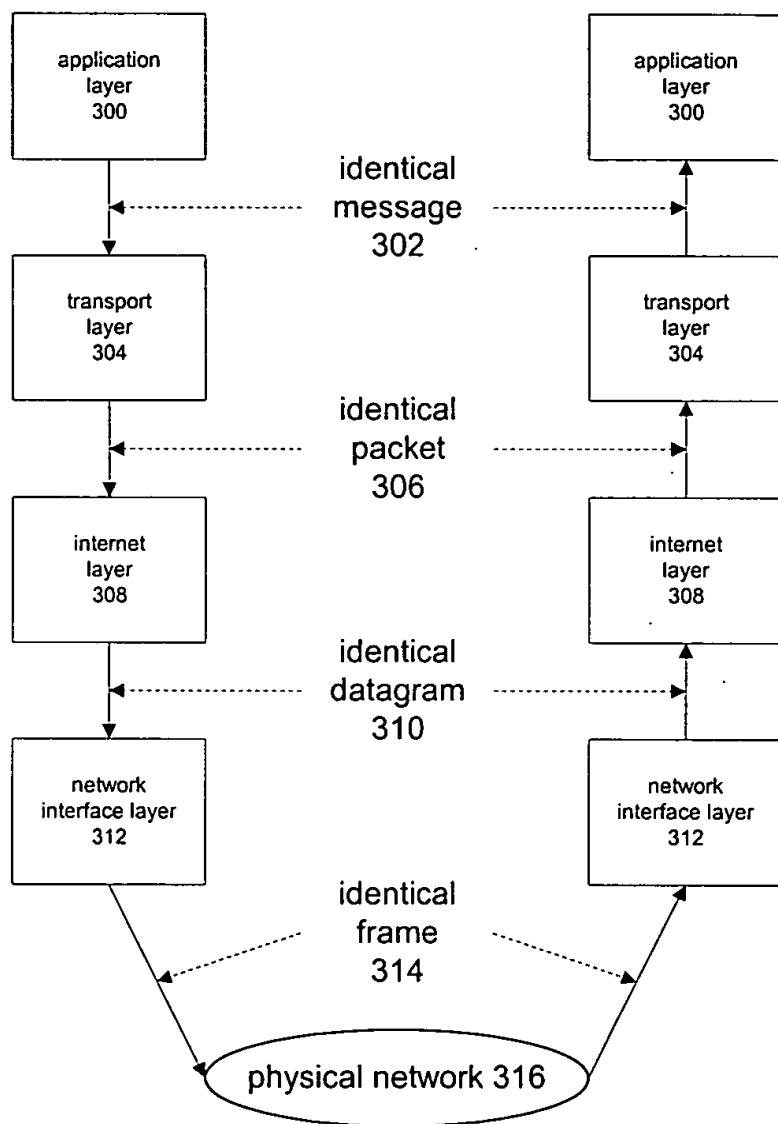 application
layer
300
application
layer
300
identical
message
302
transport
layer
304
transport
layer
304
identical
packet
306
internet
layer
308
internet
layer
308
identical
datagram
310
network
interface layer
312
network
interface layer
312
identical
frame
314
physical network 316